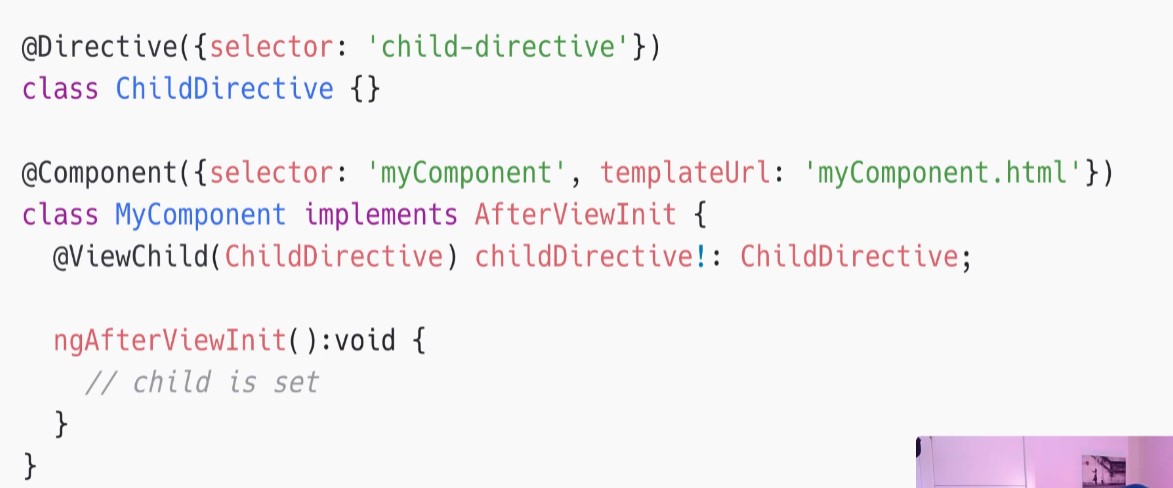 @Directive({selector: 'child-directive'})
class ChildDirective {}
@Component({selector: 'myComponent', templateUrl: 'myComponent.html'})
class MyComponent implements AfterViewInit {
@ViewChild(ChildDirective) childDirective!: ChildDirective;
ngAfterViewInit():void {
// child is set
}
}